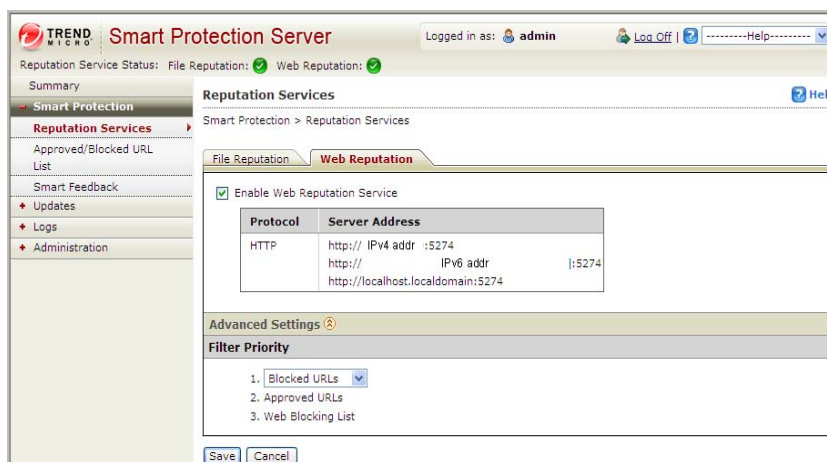 TREND MICRO Smart Protection Server Logged in as: admin Log Off | ---------Help---------
Reputation Service Status: File Reputation: Web Reputation:
Summary
Smart Protection
Reputation Services
Approved/Blocked URL List
Smart Feedback
Updates
Logs
Administration
Reputation Services Hel
Smart Protection > Reputation Services
File Reputation Web Reputation
Enable Web Reputation Service
Protocol Server Address
HTTP http:// IPv4 addr :5274
http:// IPv6 addr ]:5274
http://localhost.localdomain:5274
Advanced Settings
Filter Priority
1. Blocked URLs
2. Approved URLs
3. Web Blocking List
Save Cancel